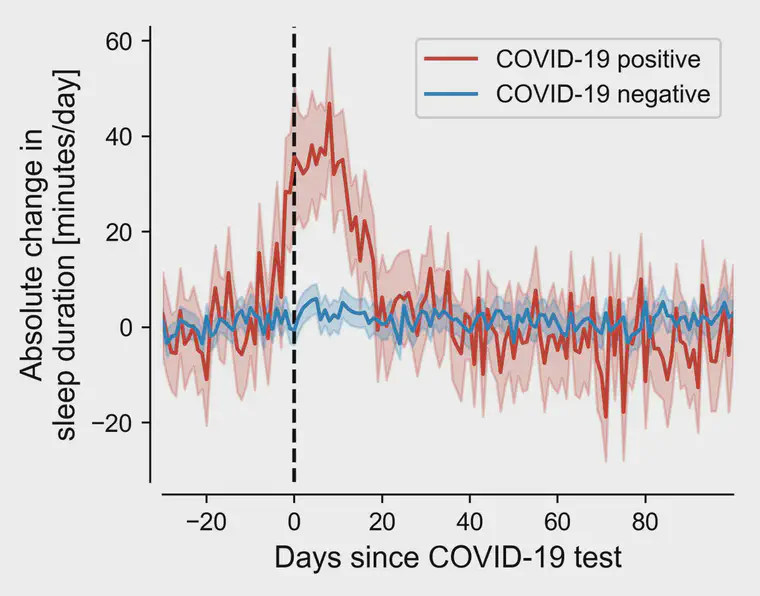 Absolute change in
sleep duration [minutes/day]
60
40
20
0
−20
COVID-19 positive
COVID-19 negative
−20
0
20
40
60
80
Days since COVID-19 test